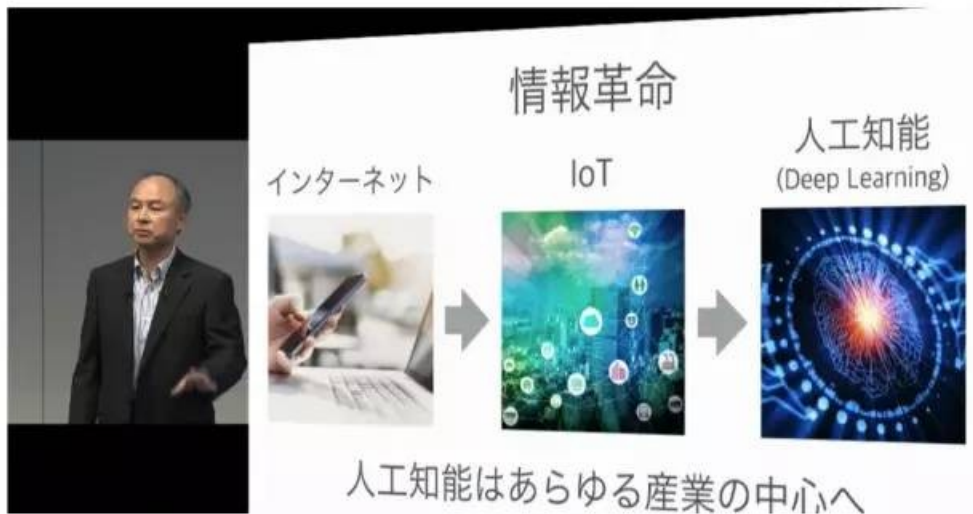 情報革命
インターネット
IoT
人工知能
(Deep Learning)
人工知能はあらゆる産業の中心へ